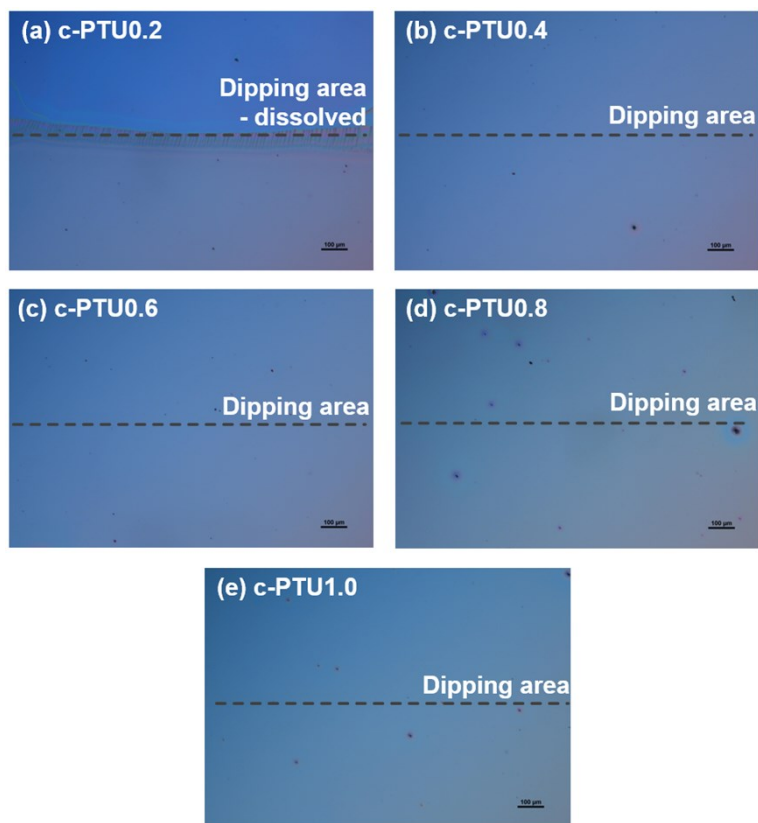 (a) c-PTU0.2
Dipping area
- dissolved
100 µm
(b) c-PTU0.4
Dipping area
100 µm
(c) c-PTU0.6
Dipping area
100 µm
(d) c-PTU0.8
Dipping area
100 µm
(e) c-PTU1.0
Dipping area
100 µm